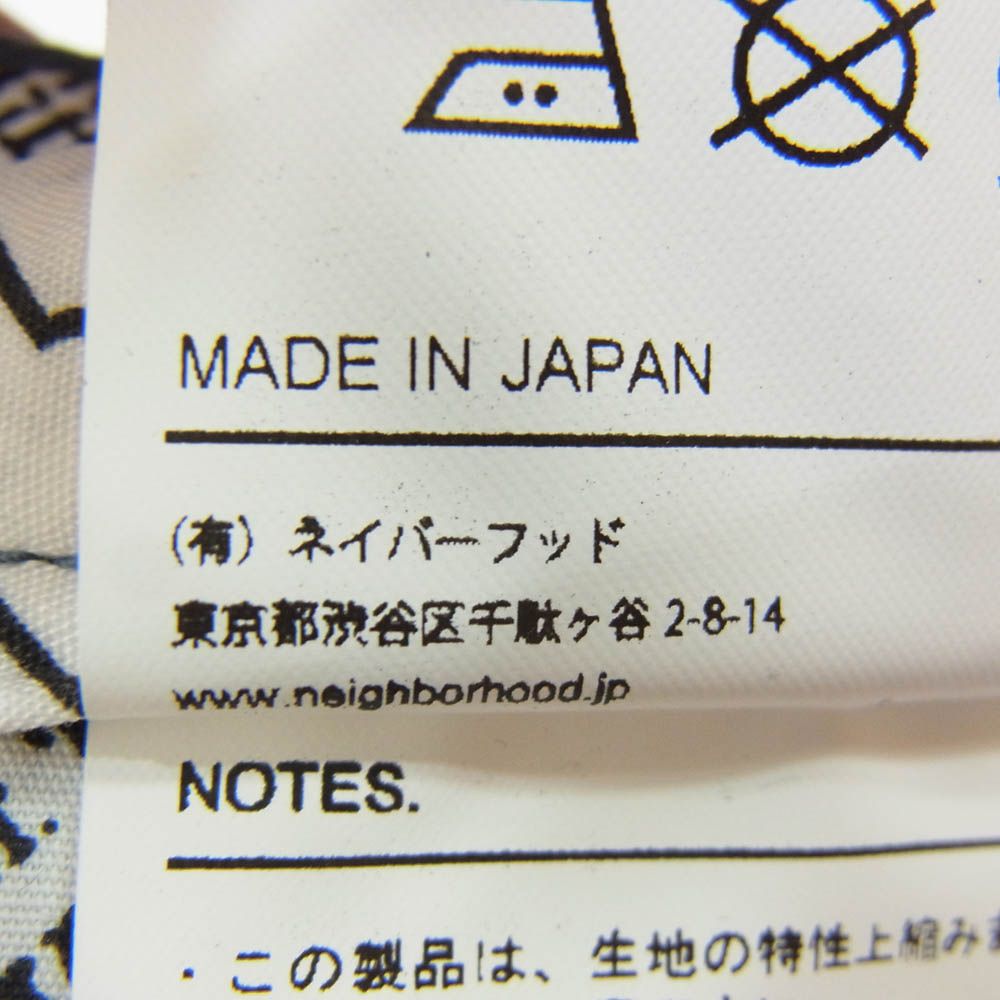 MADE IN JAPAN
(有) ネイバーフッド
東京都渋谷区千駄ヶ谷 2-8-14
www.neighborhood.jp
NOTES.
・この製品は、生地の特性上縮み